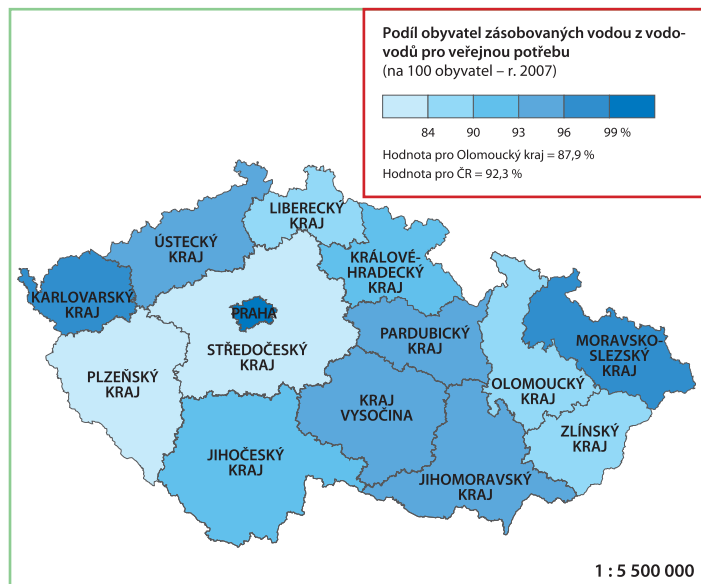 Podíl obyvatel zásobovaných vodou z vodo-
vodů pro veřejnou potřebu
(na 100 obyvatel – r. 2007)
84 90 93 96 99 %
Hodnota pro Olomoucký kraj = 87,9 %
Hodnota pro ČR = 92,3 %
LIBERECKÝ
KRAJ
ÚSTECKÝ
KRAJ
KRÁLOVÉ-
HRADECKÝ
KRAJ
KARLOVARSKÝ
KRAJ
PRAHA
STŘEDOČESKÝ
KRAJ
PARDUBICKÝ
KRAJ
MORAVSKO-
SLEZSKÝ
KRAJ
PLZEŇSKÝ
KRAJ
OLOMOUCKÝ
KRAJ
KRAJ
VYSOČINA
ZLÍNSKÝ
KRAJ
JIHOČESKÝ
KRAJ
JIHOMORAVSKÝ
KRAJ
1 : 5 500 000